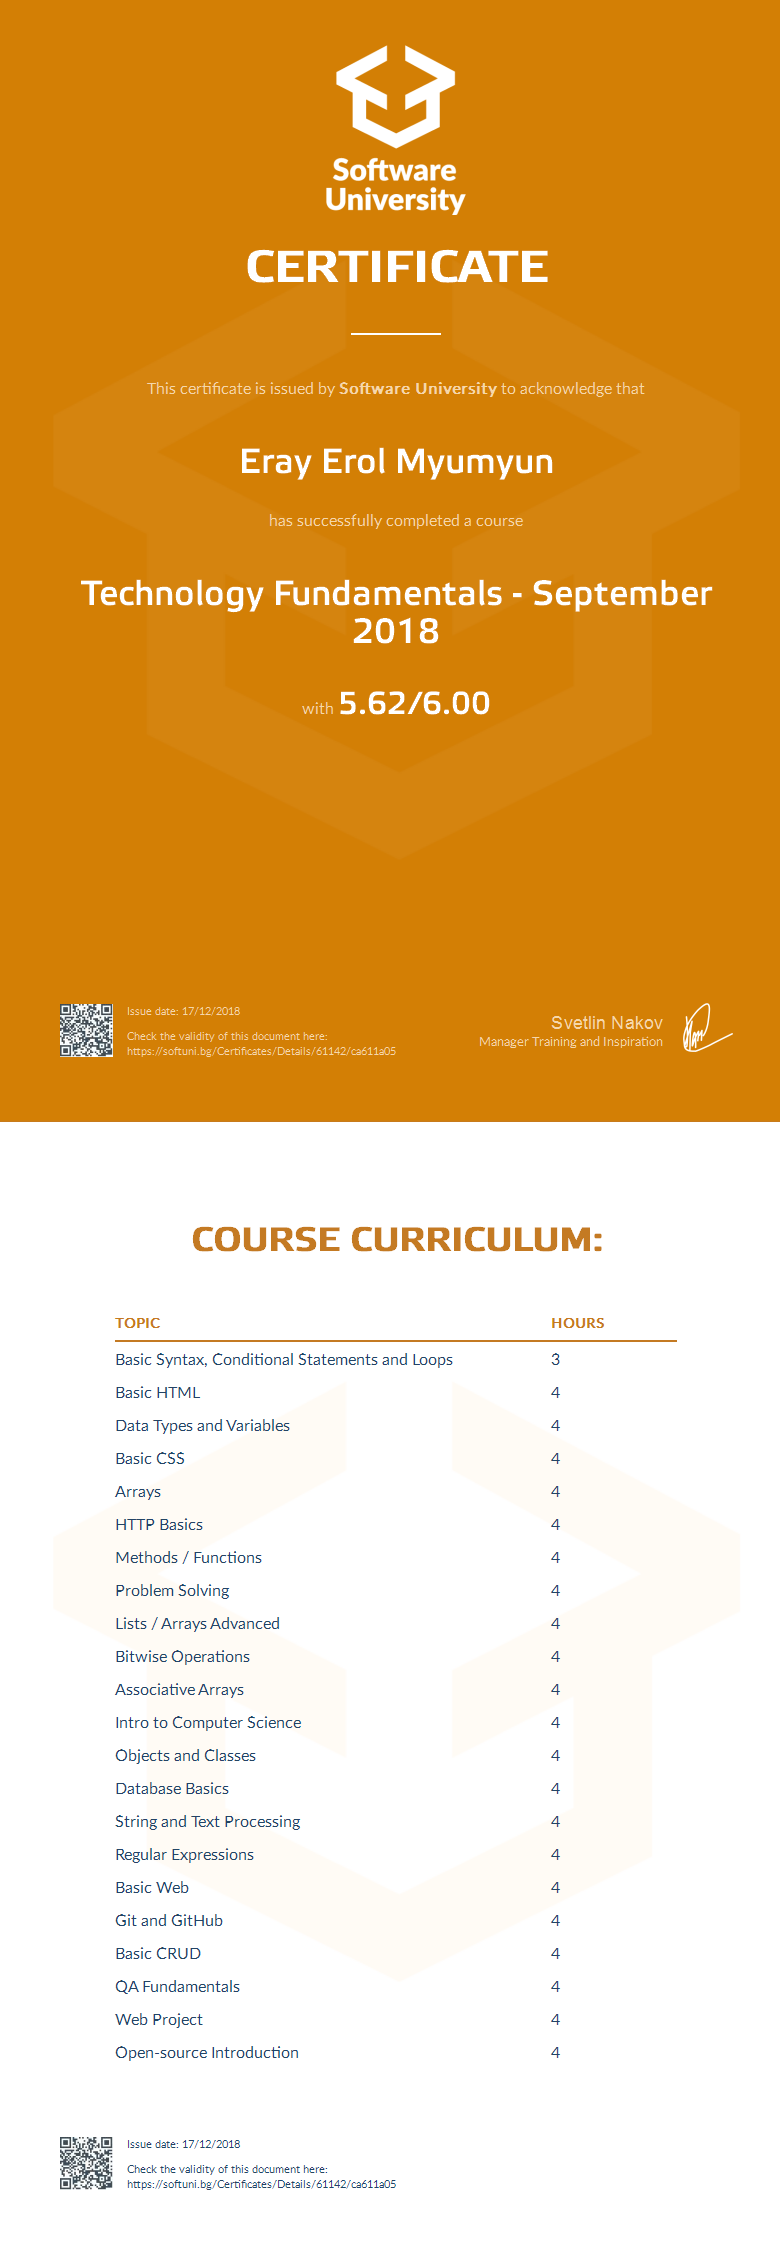 Software
University
CERTIFICATE
This certificate is issued by Software University to acknowledge that
Eray Erol Myumyun
has successfully completed a course
Technology Fundamentals - September
2018
with 5.62/6.00
Issue date: 17/12/2018
Check the validity of this document here:
https://softuni.bg/Certificates/Details/61142/ca611a05
Svetlin Nakov
Manager Training and Inspiration
COURSE CURRICULUM:
TOPIC HOURS
Basic Syntax, Conditional Statements and Loops 3
Basic HTML 4
Data Types and Variables 4
Basic CSS 4
Arrays 4
HTTP Basics 4
Methods / Functions 4
Problem Solving 4
Lists / Arrays Advanced 4
Bitwise Operations 4
Associative Arrays 4
Intro to Computer Science 4
Objects and Classes 4
Database Basics 4
String and Text Processing 4
Regular Expressions 4
Basic Web 4
Git and GitHub 4
Basic CRUD 4
QA Fundamentals 4
Web Project 4
Open-source Introduction 4
Issue date: 17/12/2018
Check the validity of this document here:
https://softuni.bg/Certificates/Details/61142/ca611a05